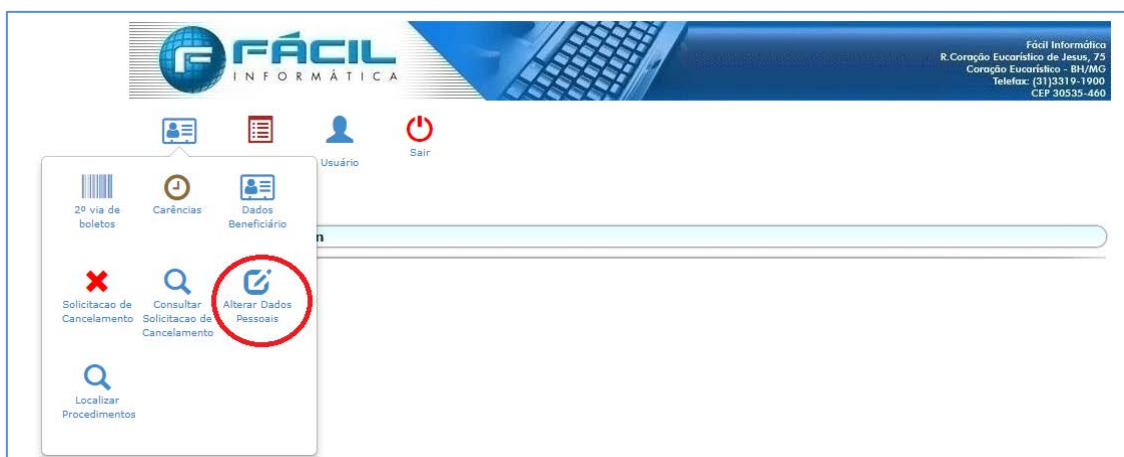 FÁCIL
INFORMÁTICA
Fácil Informática
R.Coração Eucarístico de Jesus, 75
Coração Eucarístico - BH/MG
Telefax: (31)3319-1900
CEP 30535-460
Usuário
Sair
2º via de
boletos
Carências
Dados
Beneficiário
Solicitacao de
Cancelamento
Consultar
Solicitacao de
Cancelamento
Alterar Dados
Pessoais
Localizar
Procedimentos